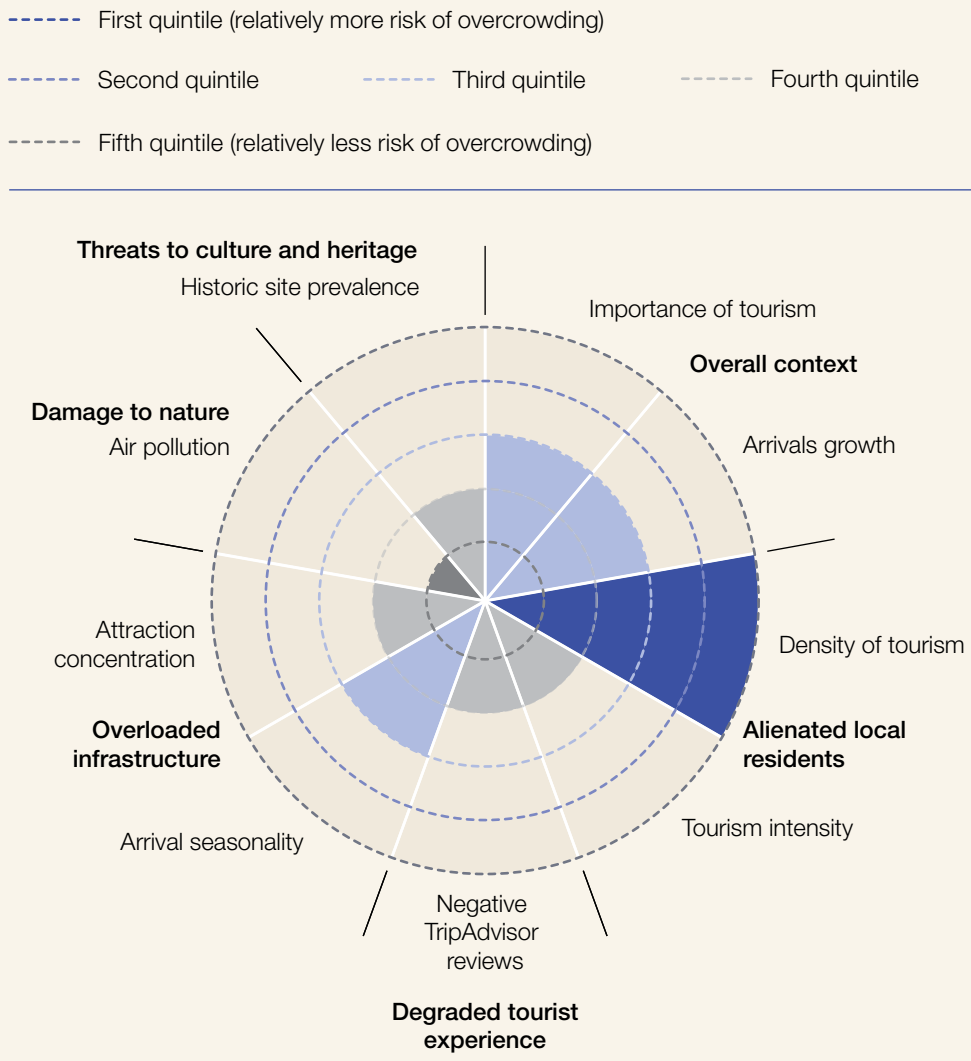 First quintile (relatively more risk of overcrowding)
Second quintile
Third quintile
Fourth quintile
Fifth quintile (relatively less risk of overcrowding)
Threats to culture and heritage
Historic site prevalence
Importance of tourism
Overall context
Damage to nature
Air pollution
Arrivals growth
Attraction
concentration
Density of tourism
Overloaded
infrastructure
Alienated local
residents
Arrival seasonality
Tourism intensity
Negative
TripAdvisor
reviews
Degraded tourist
experience